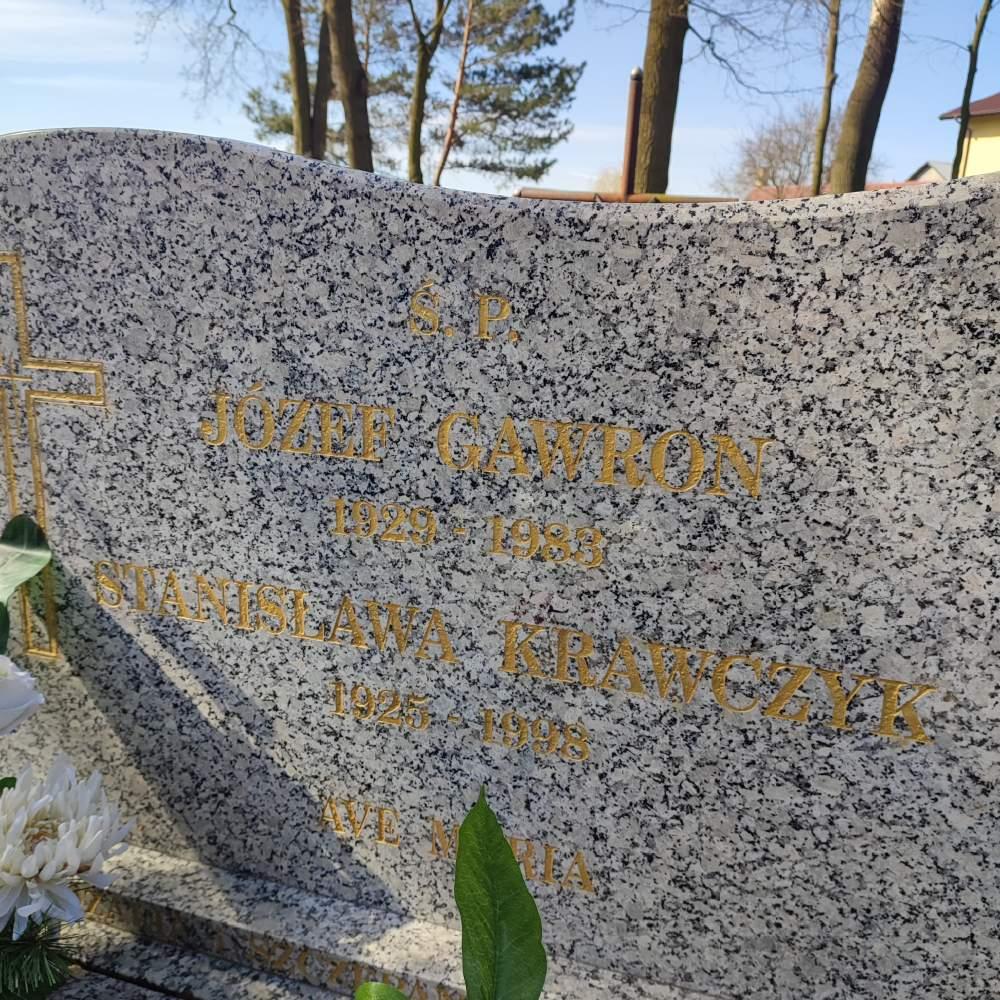 Ś. P.
JÓZEF GAWRON
1929 - 1983
STANISŁAWA KRAWCZYK
1925 - 1998
AVE MARIA